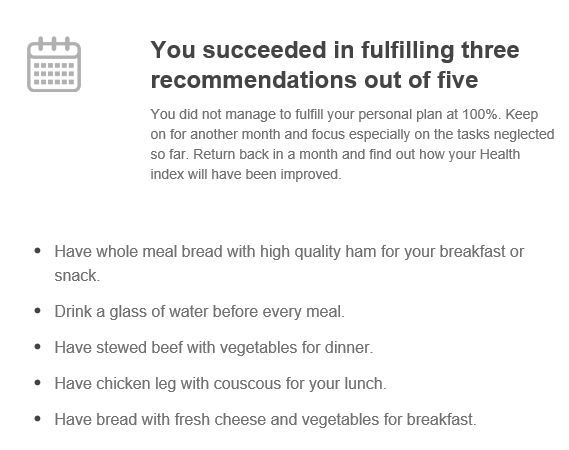 You succeeded in fulfilling three
recommendations out of five
You did not manage to fulfill your personal plan at 100%. Keep
on for another month and focus especially on the tasks neglected
so far. Return back in a month and find out how your Health
index will have been improved.
• Have whole meal bread with high quality ham for your breakfast or
snack.
• Drink a glass of water before every meal.
• Have stewed beef with vegetables for dinner.
• Have chicken leg with couscous for your lunch.
• Have bread with fresh cheese and vegetables for breakfast.